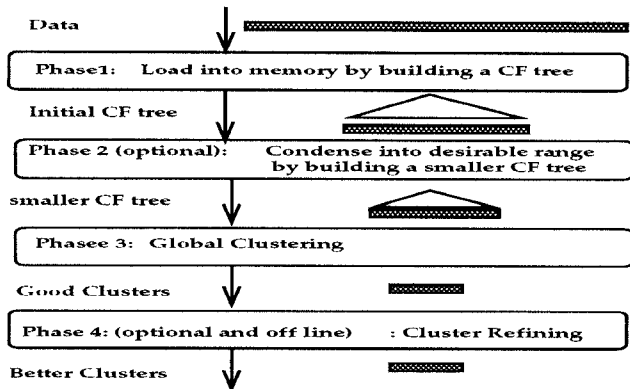 Data
Phase1: Load into memory by building a CF tree
Initial CF tree
Phase 2 (optional): Condense into desirable range
by building a smaller CF tree
smaller CF tree
Phasee 3: Global Clustering
Good Clusters
Phase 4: (optional and off line) : Cluster Refining
Better Clusters